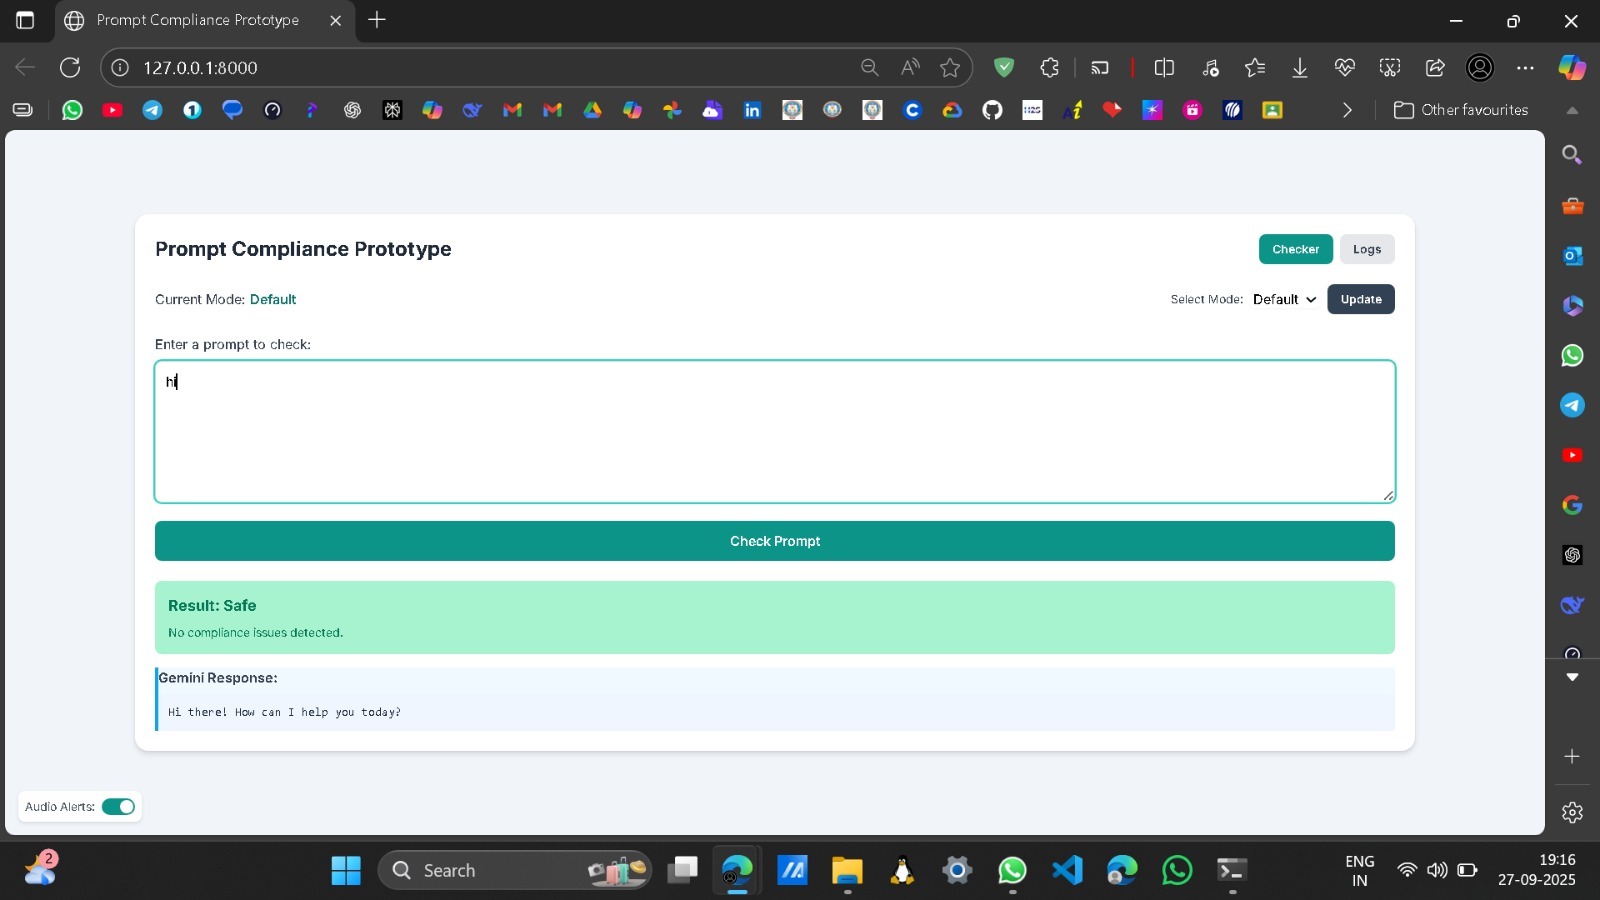 Prompt Compliance Prototype
127.0.0.1:8000
Other favourites
Prompt Compliance Prototype
Checker
Logs
Current Mode: Default
Select Mode: Default
Update
Enter a prompt to check:
hi
Check Prompt
Result: Safe
No compliance issues detected.
Gemini Response:
Hi there! How can I help you today?
Audio Alerts:
2
Search
ENG
IN
19:16
27-09-2025